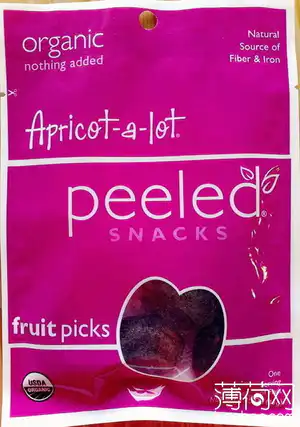 organic
nothing added
Natural
Source of
Fiber & Iron
Apricot-a-lot®
peeled®
SNACKS
fruit picks
USDA
ORGANIC
One
薄荷网